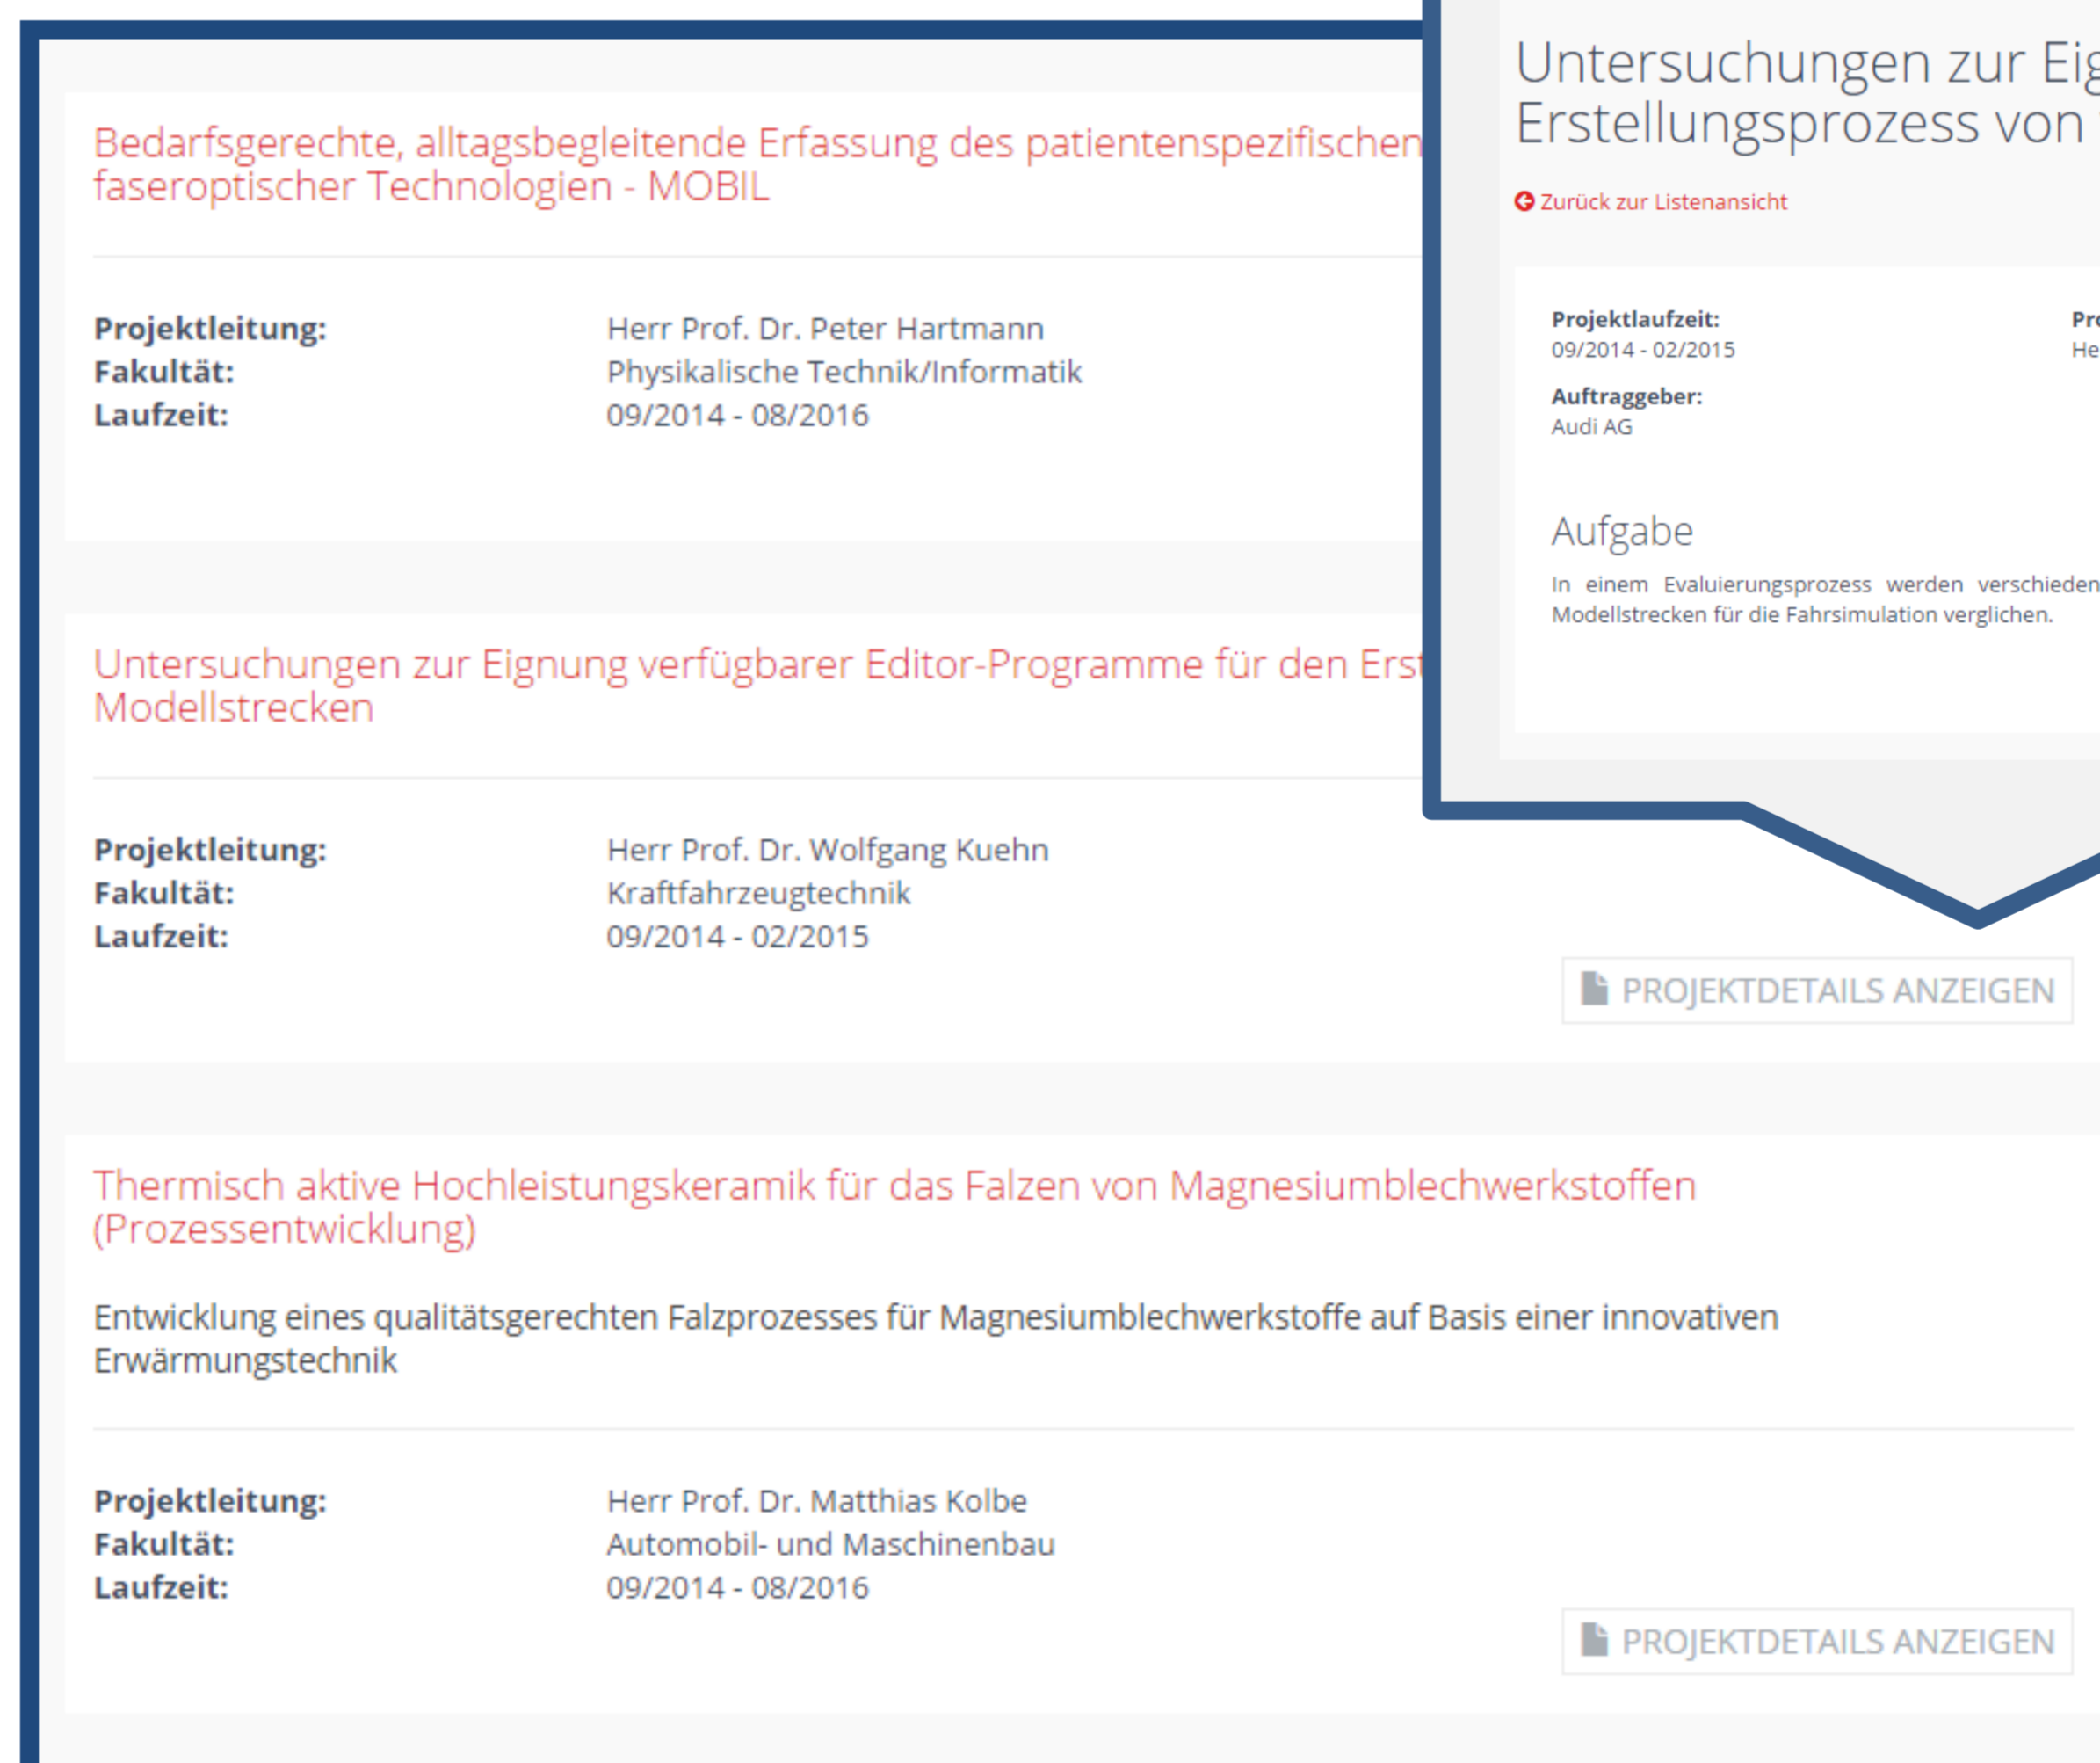 Bedarfsgerechte, alltagsbegleitende Erfassung des patientenspezifischen
faseroptischer Technologien - MOBIL
Projektleitung: Herr Prof. Dr. Peter Hartmann
Fakultät: Physikalische Technik/Informatik
Laufzeit: 09/2014 - 08/2016
Untersuchungen zur Eignung verfügbarer Editor-Programme für den
Modellstrecken
Projektleitung: Herr Prof. Dr. Wolfgang Kuehn
Fakultät: Kraftfahrzeugtechnik
Laufzeit: 09/2014 - 02/2015
PROJEKTDETAILS ANZEIGEN
Thermisch aktive Hochleistungskeramik für das Falzen von Magnesiumblechwerkstoffen
(Prozessentwicklung)
Entwicklung eines qualitätsgerechten Falzprozesses für Magnesiumblechwerkstoffe auf Basis einer innovativen
Erwärmungstechnik
Projektleitung: Herr Prof. Dr. Matthias Kolbe
Fakultät: Automobil- und Maschinenbau
Laufzeit: 09/2014 - 08/2016
PROJEKTDETAILS ANZEIGEN
Untersuchungen zur
Erstellungsprozess von
Zurück zur Listenansicht
Projektlaufzeit:
09/2014 - 02/2015
Auftraggeber:
Audi AG
Aufgabe
In einem Evaluierungsprozess werden
Modellstrecken für die Fahrsimulation verglichen.